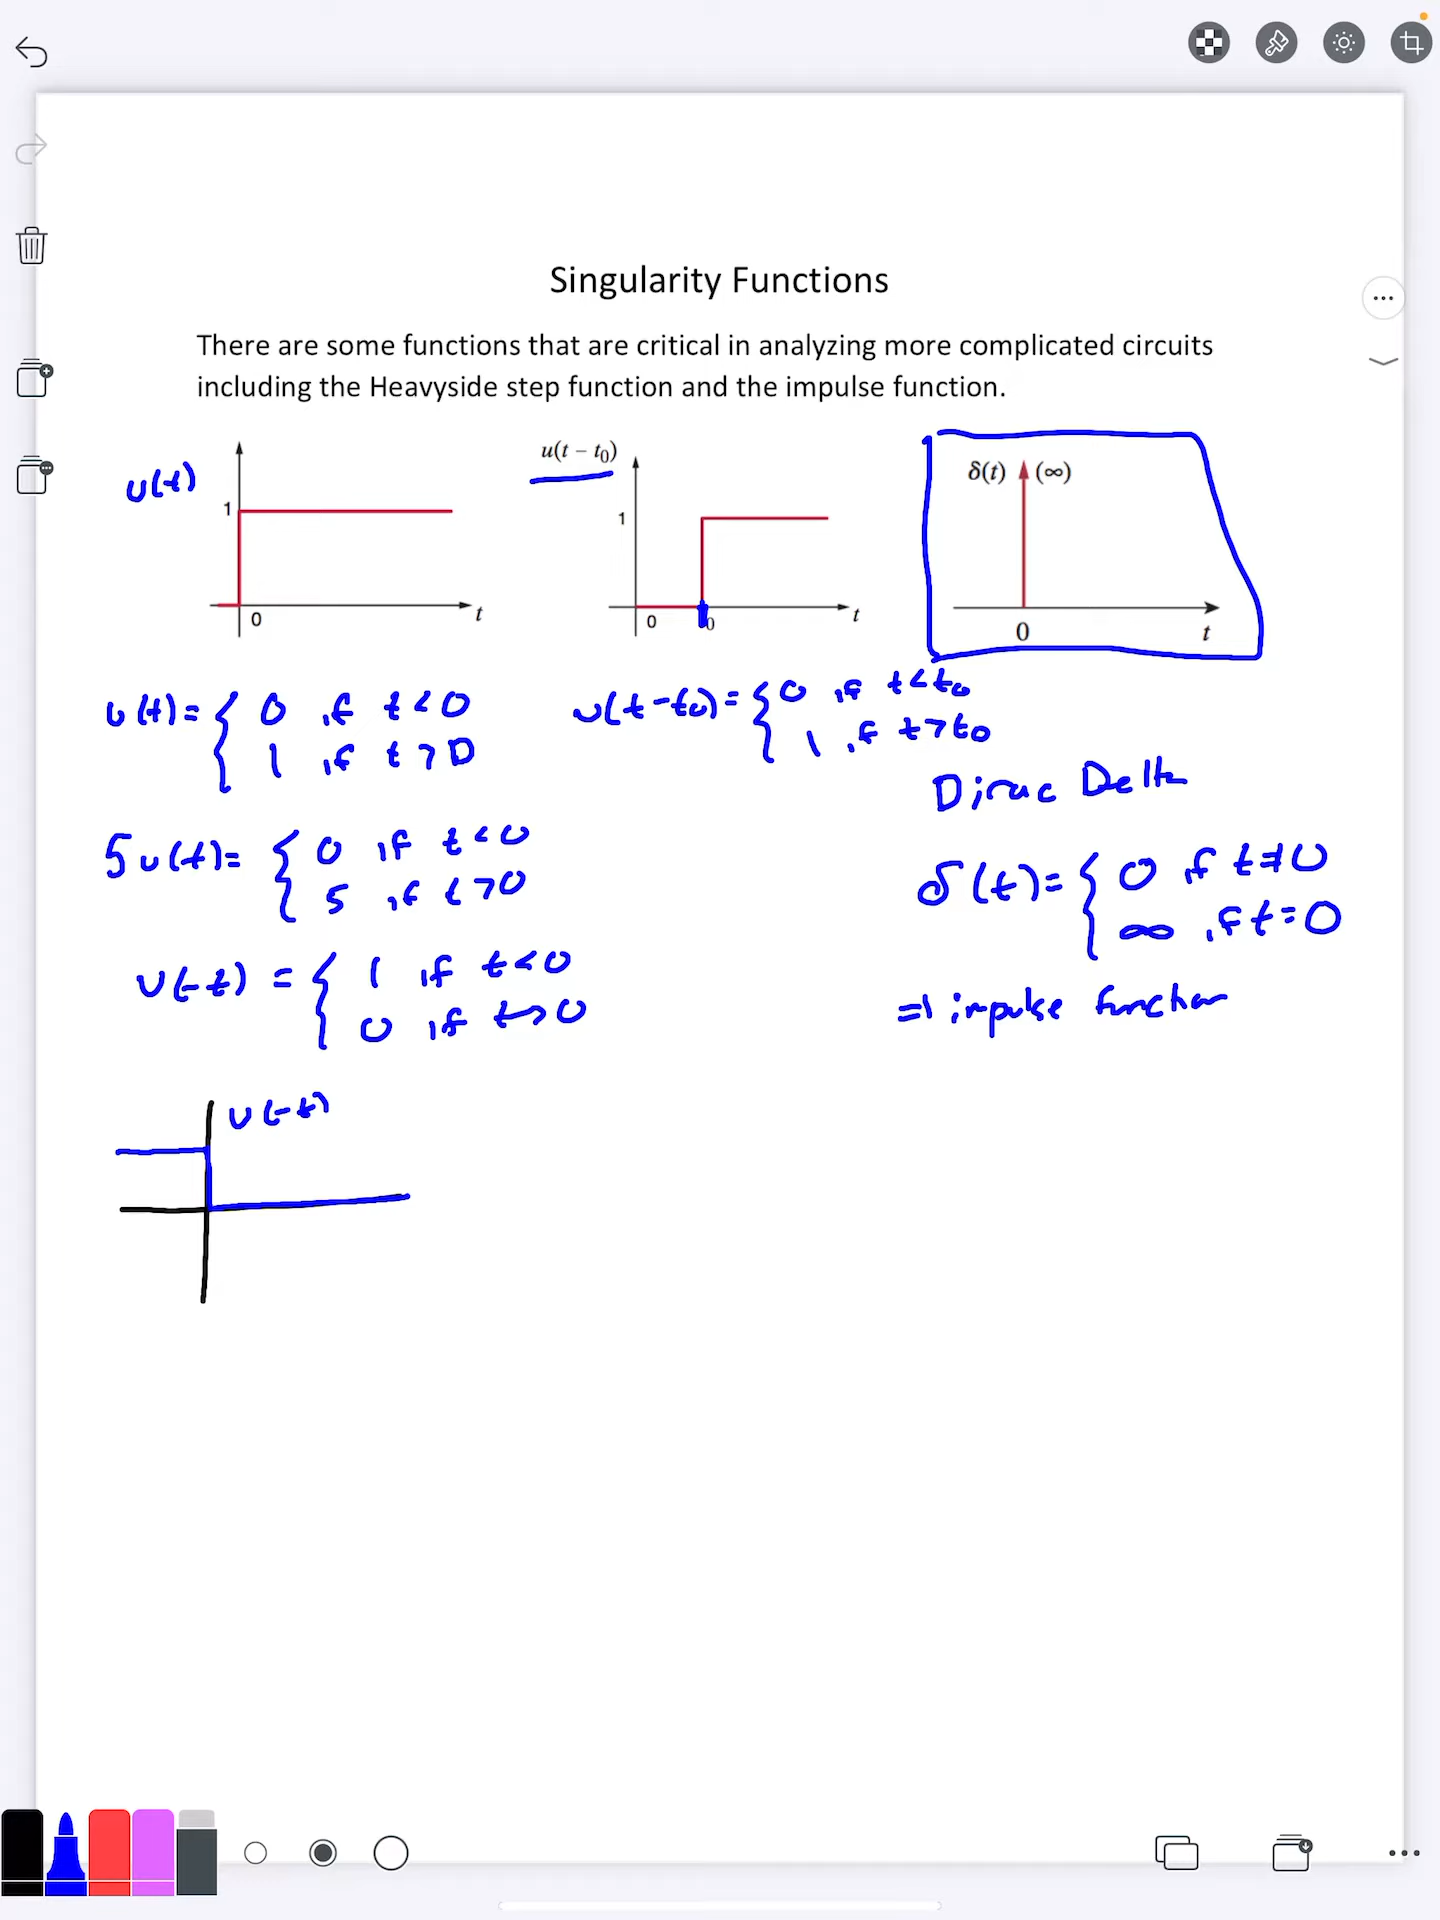 Singularity Functions
There are some functions that are critical in analyzing more complicated circuits
including the Heavyside step function and the impulse function.
u(t)
1
0
t
u(t − t₀)
1
0
0
t
δ(t) (∞)
0
t
u(t) = { 0 if t < 0
1 if t > 0
u(t-t₀) = { 0 if t < t₀
1 if t > t₀
Dirac Delta
5u(t) = { 0 if t < 0
5 if t > 0
δ(t) = { 0 if t ≠ 0
∞ if t = 0
u(-t) = { 1 if t < 0
0 if t > 0
⇒ impulse function
u(-t)